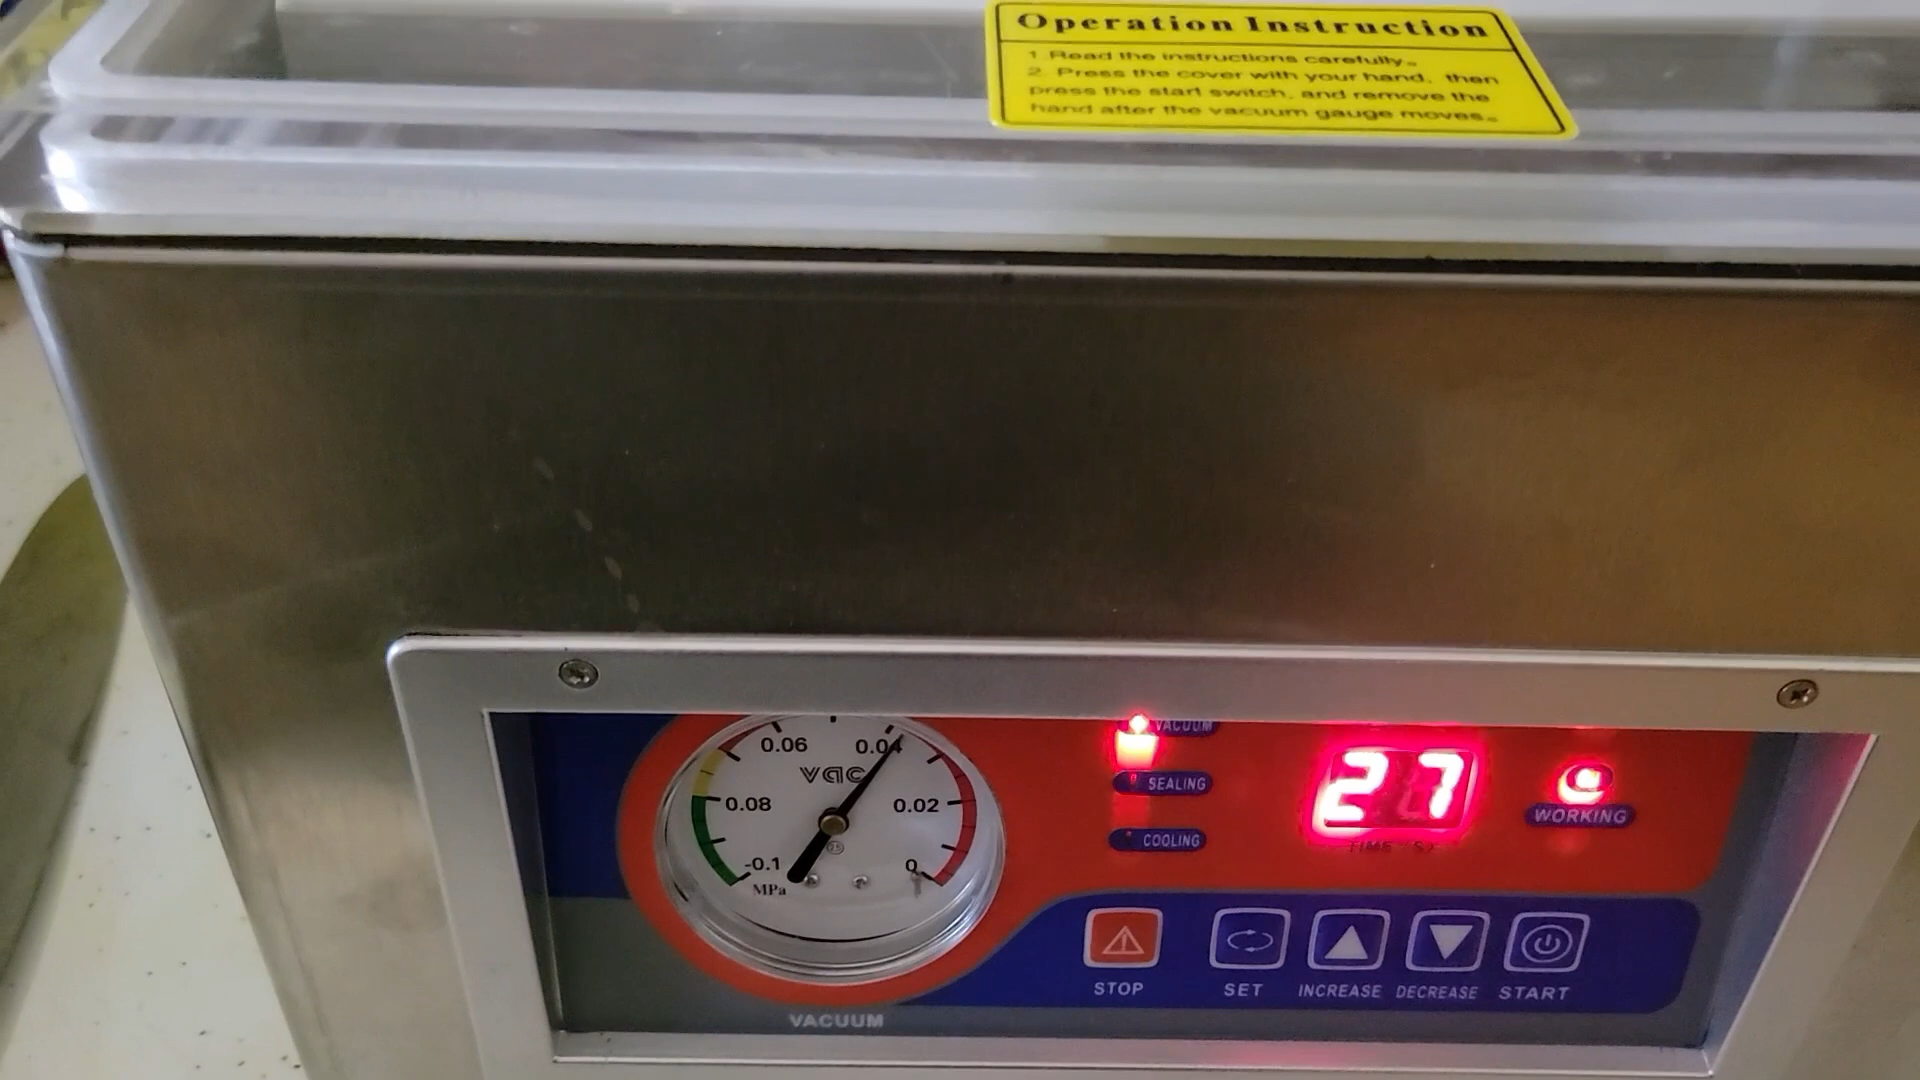 Operation Instruction
1 Read the instructions carefully。
2. Press the cover with your hand, then
press the start switch, and remove the
hand after the vacuum gauge moves。
0.06 0.04
vac
0.08 0.02
-0.1 0
MPa
2.5
VACUUM
VACUUM
SEALING
COOLING
27
TIME
WORKING
STOP SET INCREASE DECREASE START